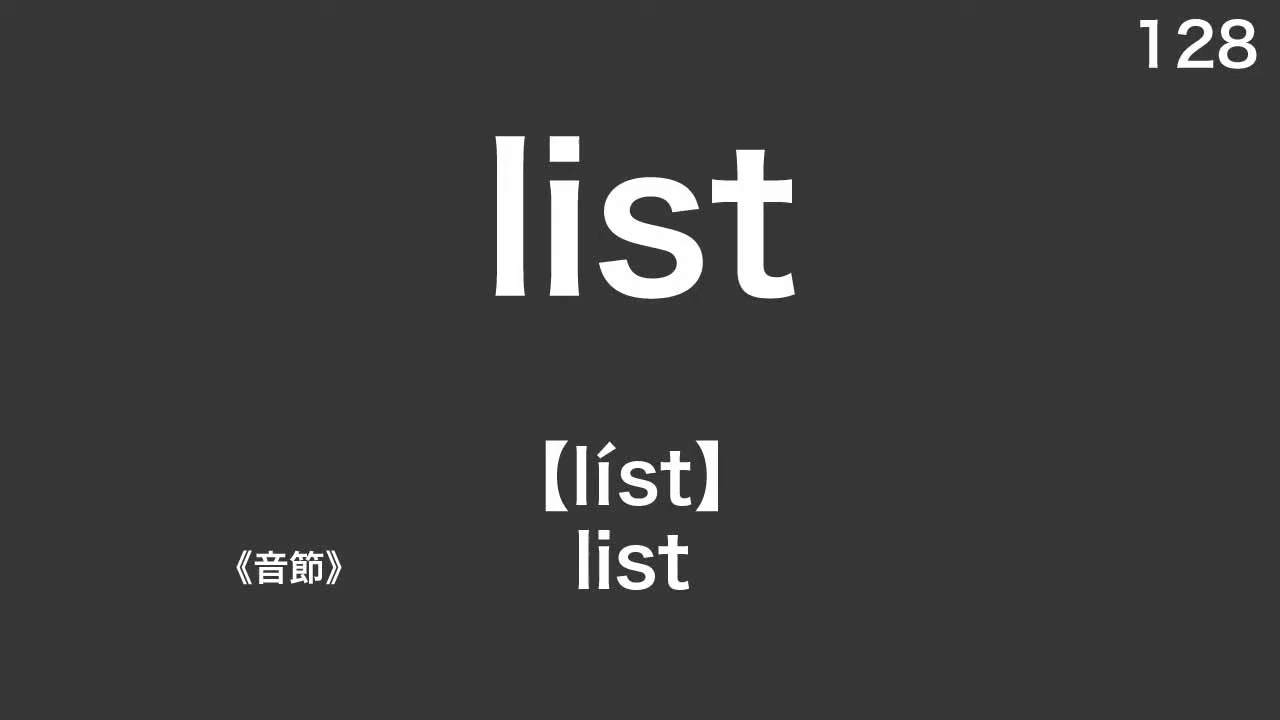 128
list
【líst】
《音節》 list